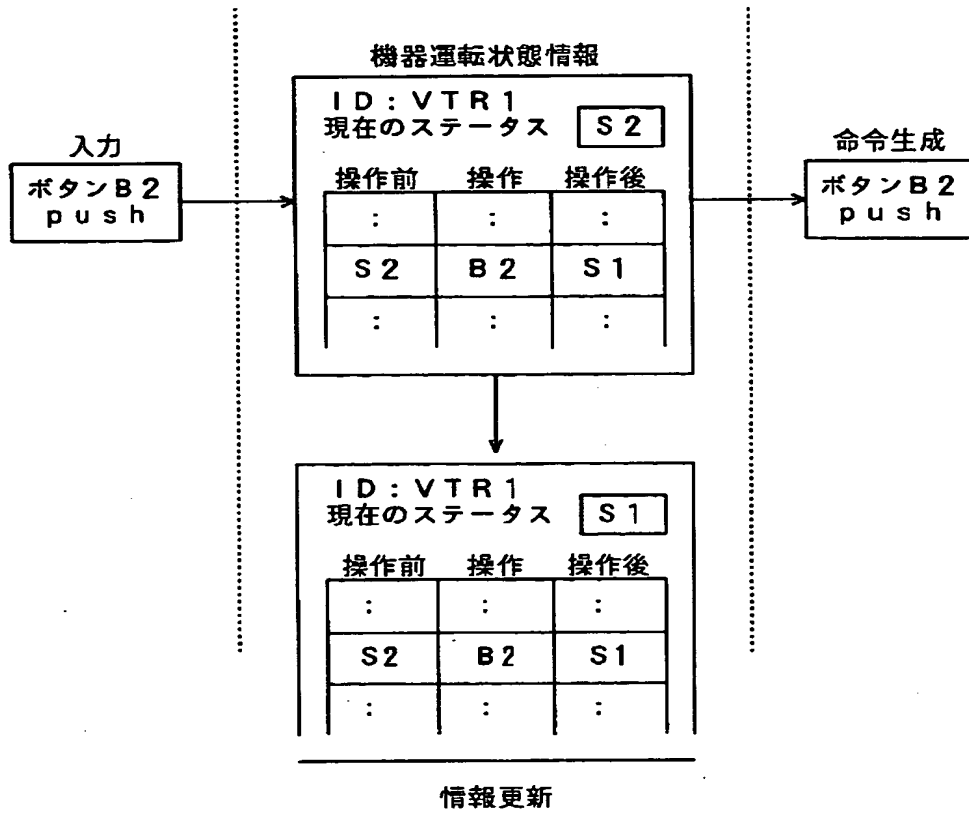 機器運転状態情報
ID:VTR1
現在のステータス S2
入力
ボタンB2
push
操作前 操作 操作後
: : :
S2 B2 S1
: : :
命令生成
ボタンB2
push
ID:VTR1
現在のステータス S1
操作前 操作 操作後
: : :
S2 B2 S1
: : :
情報更新